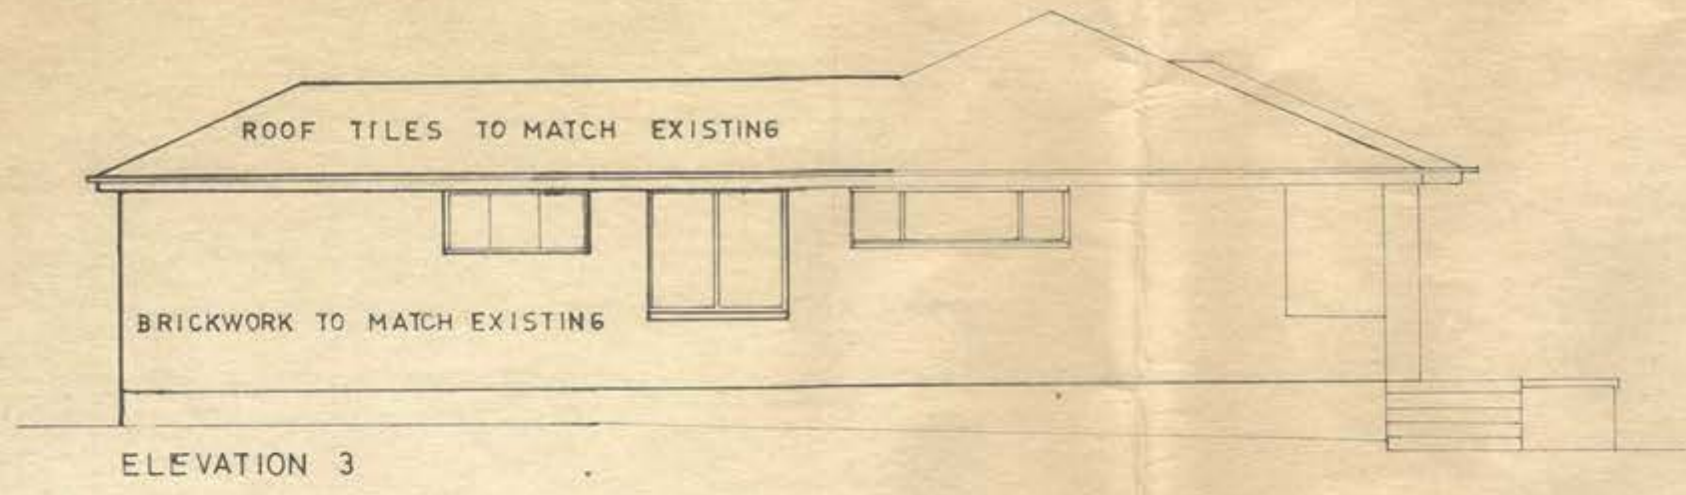 ROOF TILES TO MATCH EXISTING
BRICKWORK TO MATCH EXISTING
ELEVATION 3